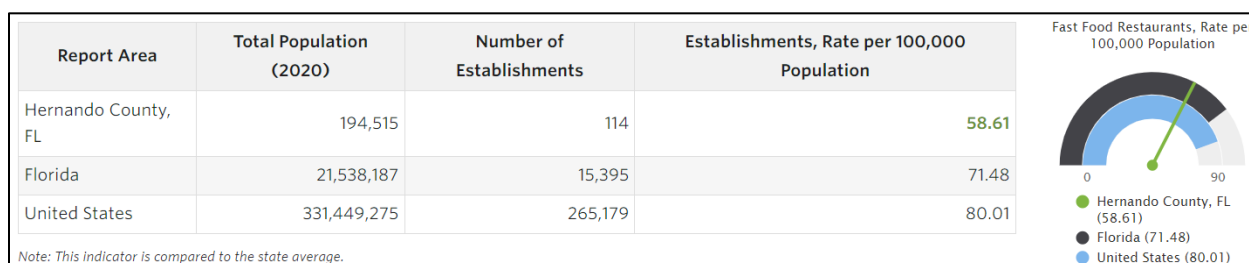 Report Area
Total Population
(2020)
Number of
Establishments
Establishments, Rate per 100,000
Population
Hernando County,
FL
194,515
114
58.61
Florida
21,538,187
15,395
71.48
United States
331,449,275
265,179
80.01
Note: This indicator is compared to the state average.
Fast Food Restaurants, Rate pe
100,000 Population
0
90
Hernando County, FL
(58.61)
Florida (71.48)
United States (80.01)